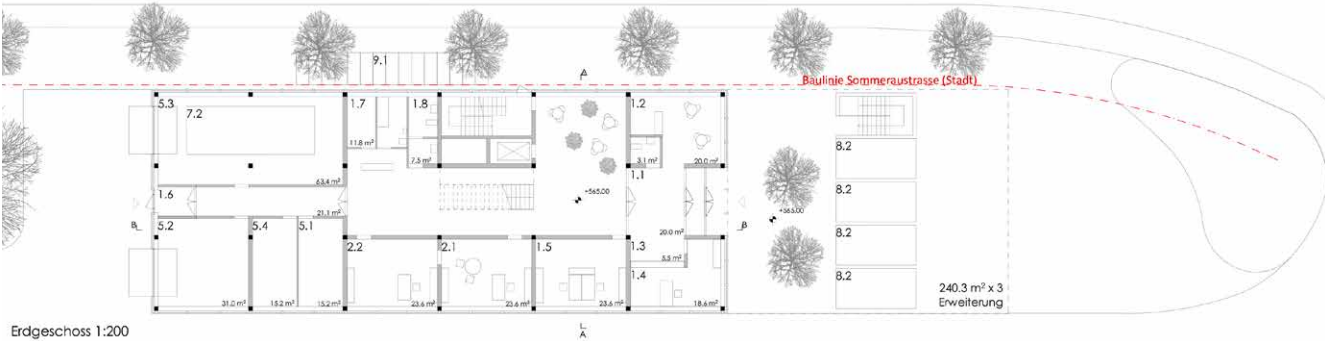 9.1
A
Baulinie Sommeraustrasse (Stadt)
5.3
7.2
1.7
1.8
1.2
11.8 m²
7.5 m²
3.1 m²
20.0 m²
8.2
63.4 m²
1.1
1.6
21.1 m²
+565.00
8.2
+565.00
B
B
5.2
5.4
5.1
20.0 m²
2.2
2.1
1.5
1.3
8.2
5.5 m²
1.4
8.2
31.0 m²
15.2 m²
15.2 m²
23.6 m²
23.6 m²
23.6 m²
18.6 m²
240.3 m² x 3
Erweiterung
Erdgeschoss 1:200
A